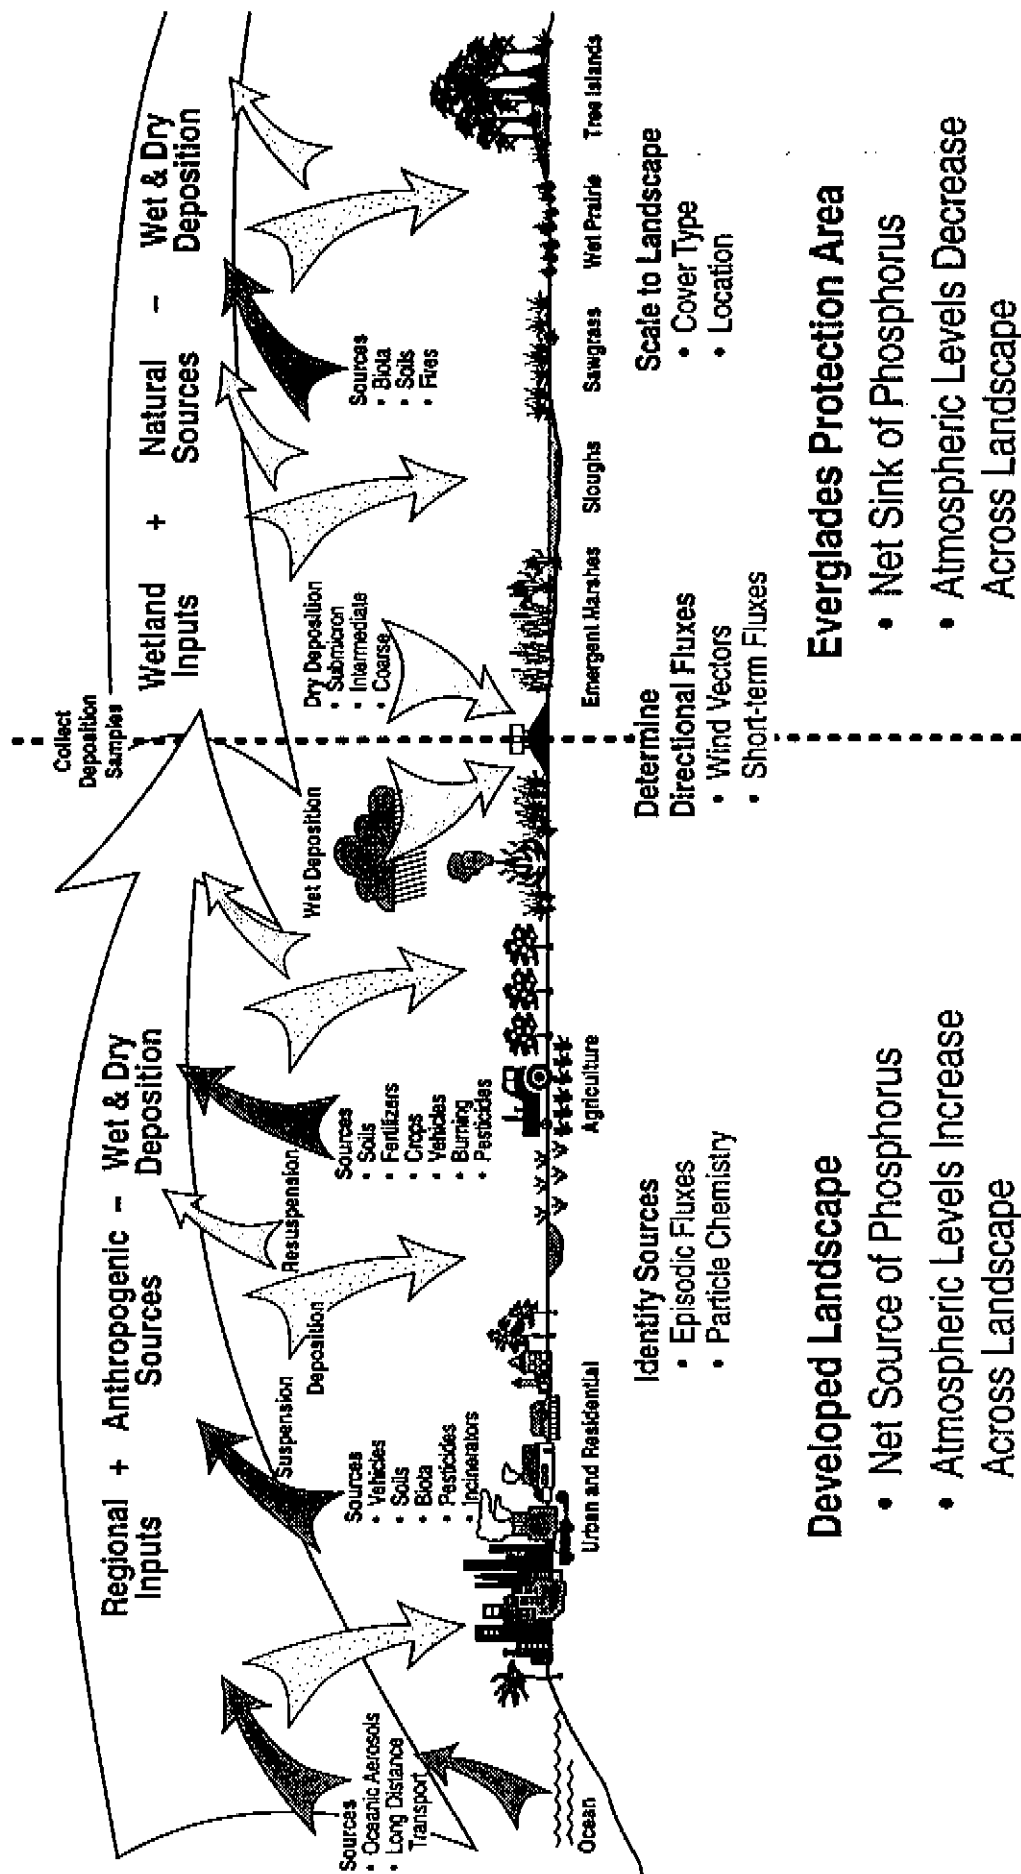 Collect
Deposition
Samples
Regional + Anthropogenic - Wet & Dry
Inputs Sources Deposition
Wetland + Natural - Wet & Dry
Inputs Sources Deposition
Sources
• Oceanic Aerosols
• Long Distance
Transport
Suspension
Sources
• Vehicles
• Soils
• Biota
• Pesticides
• Incinerators
Deposition
Resuspension
Sources
• Soils
• Fertilizers
• Crops
• Vehicles
• Burning
• Pesticides
Wet Deposition
Dry Deposition
• Submicron
• Intermediate
• Coarse
Sources
• Biota
• Soils
• Fires
Ocean
Urban and Residential
Agriculture
Emergent Marshes
Sloughs
Sawgrass
Wet Prairie
Tree Islands
Identify Sources
• Episodic Fluxes
• Particle Chemistry
Determine
Directional Fluxes
• Wind Vectors
• Short-term Fluxes
Scale to Landscape
• Cover Type
• Location
Developed Landscape
• Net Source of Phosphorus
• Atmospheric Levels Increase
Across Landscape
Everglades Protection Area
• Net Sink of Phosphorus
• Atmospheric Levels Decrease
Across Landscape